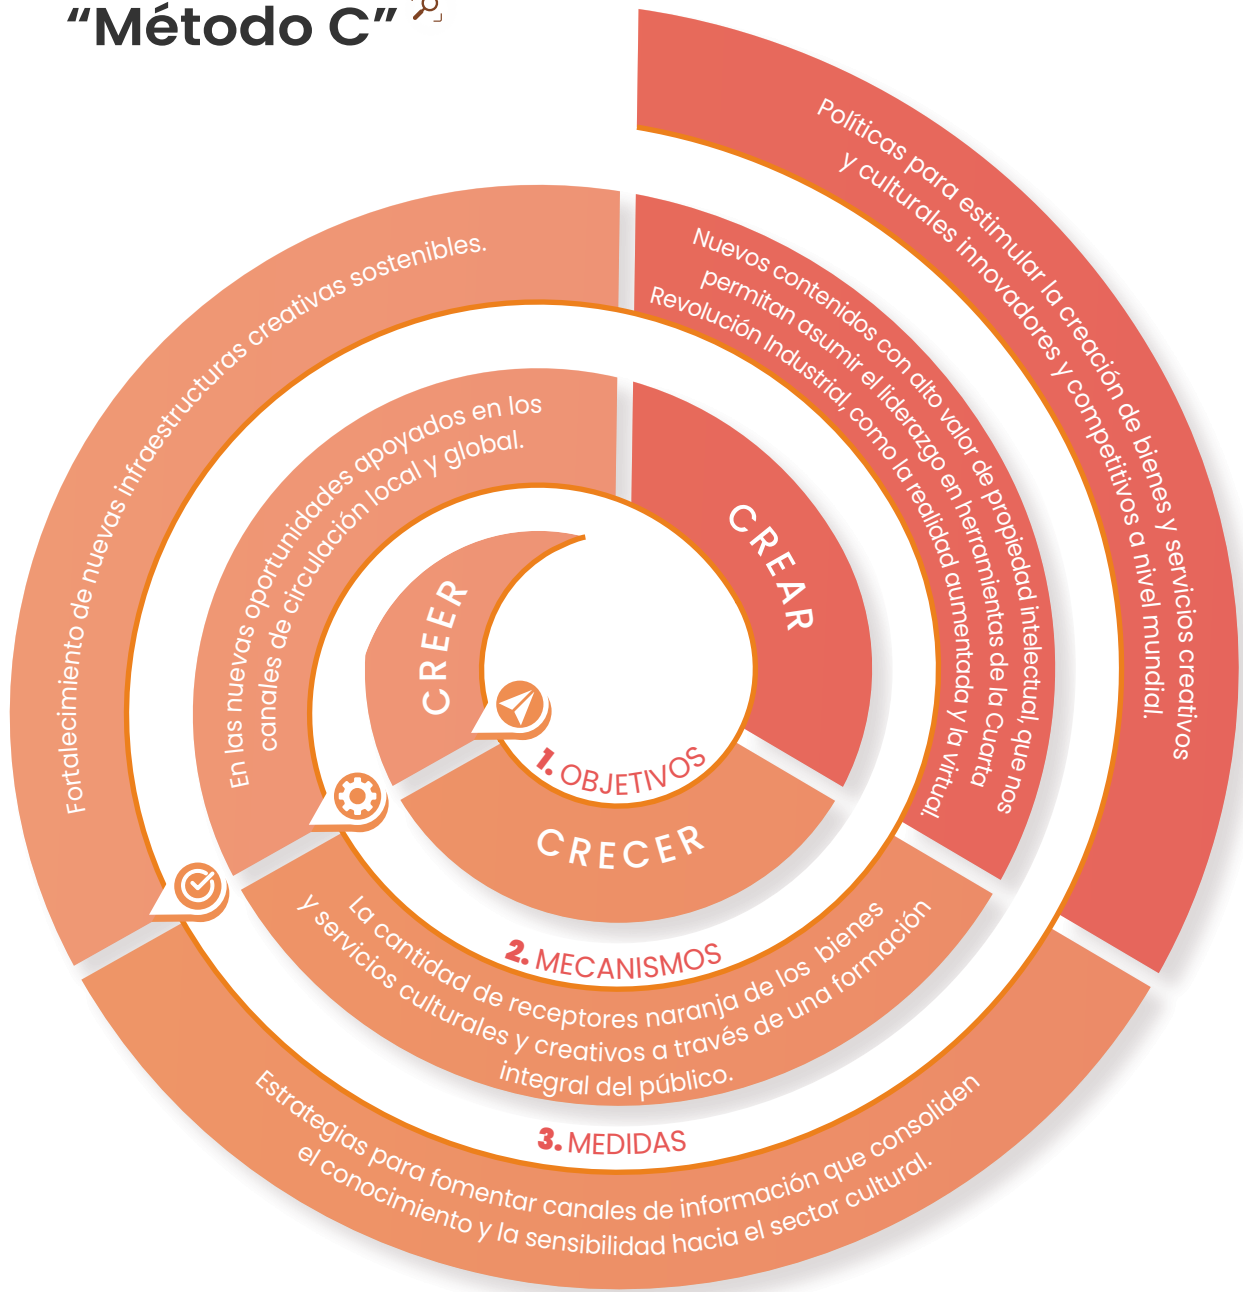 “Método C”
1. OBJETIVOS
CREER
CREAR
CRECER
2. MECANISMOS
En las nuevas oportunidades apoyados en los
canales de circulación local y global.
Nuevos contenidos con alto valor de propiedad intelectual, que nos
permitan asumir el liderazgo en herramientas de la Cuarta
Revolución Industrial, como la realidad aumentada y la virtual.
La cantidad de receptores naranja de los bienes
y servicios culturales y creativos a través de una formación
integral del público.
3. MEDIDAS
Fortalecimiento de nuevas infraestructuras creativas sostenibles.
Políticas para estimular la creación de bienes y servicios creativos
y culturales innovadores y competitivos a nivel mundial.
Estrategias para fomentar canales de información que consoliden
el conocimiento y la sensibilidad hacia el sector cultural.